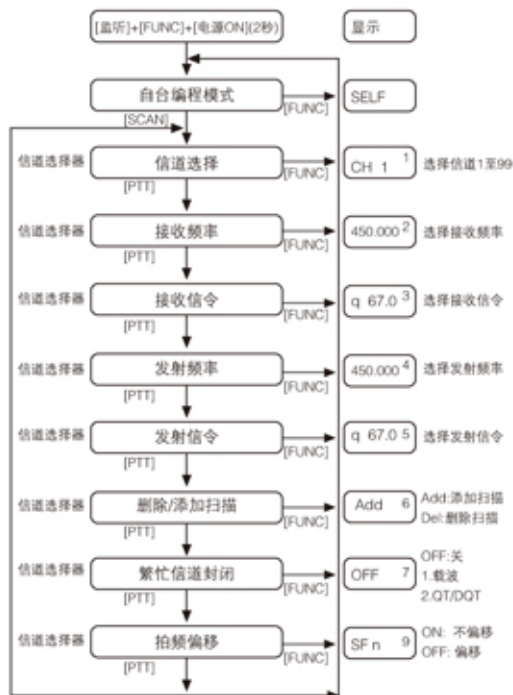 [监听]+[FUNC]+[电源ON](2秒) 显示
自台编程模式 [FUNC] SELF
[SCAN]
信道选择器 信道选择 [FUNC] CH 1 1 选择信道1至99
[PTT]
信道选择器 接收频率 [FUNC] 450.000 2 选择接收频率
[PTT]
信道选择器 接收信令 [FUNC] q 67.0 3 选择接收信令
[PTT]
信道选择器 发射频率 [FUNC] 450.000 4 选择发射频率
[PTT]
信道选择器 发射信令 [FUNC] q 67.0 5 选择发射信令
[PTT]
信道选择器 删除/添加扫描 [FUNC] Add 6 Add:添加扫描
Del:删除扫描
[PTT]
信道选择器 繁忙信道封闭 [FUNC] OFF 7 OFF:关
1.载波
2.QT/DQT
[PTT]
信道选择器 拍频偏移 [FUNC] SF n 9 ON: 不偏移
OFF: 偏移
[PTT]